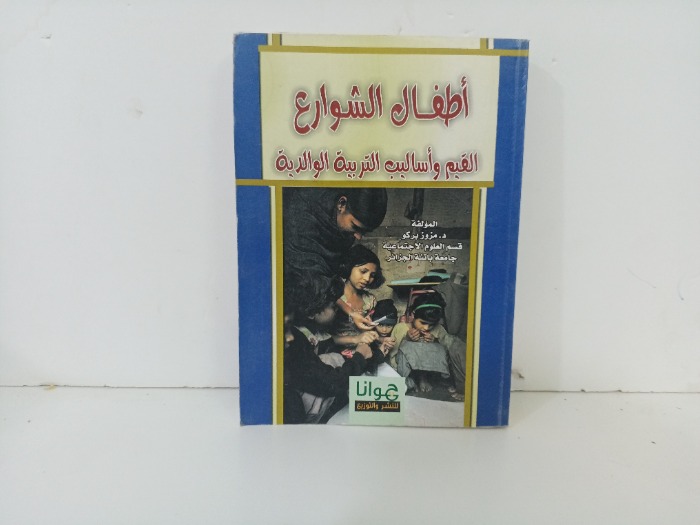 أطفال الشوارع
القيم وأساليب التربية الوالدية
المؤلفة
د. مزوز بركو
قسم العلوم الاجتماعية
جامعة باتنة الجزائر
جوانا
للنشر والتوزيع